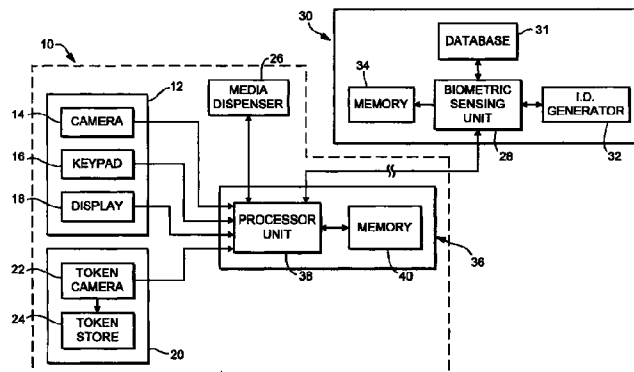 30
10
31
DATABASE
26
12
34
MEDIA
DISPENSER
14
CAMERA
MEMORY
BIOMETRIC
SENSING
UNIT
I.D.
GENERATOR
16
KEYPAD
28
32
18
DISPLAY
PROCESSOR
UNIT
MEMORY
36
22
TOKEN
CAMERA
38
40
24
TOKEN
STORE
20